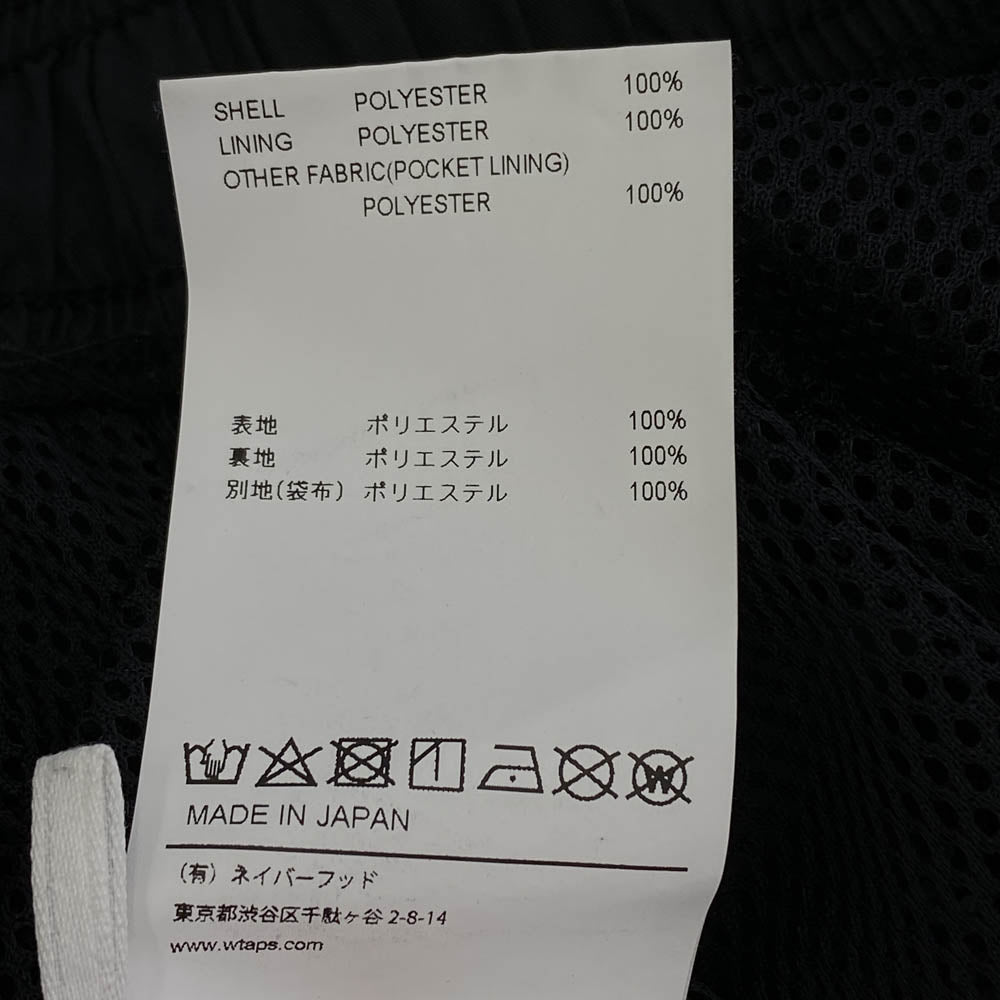 SHELL POLYESTER 100%
LINING POLYESTER 100%
OTHER FABRIC(POCKET LINING)
POLYESTER 100%
表地 ポリエステル 100%
裏地 ポリエステル 100%
別地(袋布) ポリエステル 100%
W
MADE IN JAPAN
(有) ネイバーフッド
東京都渋谷区千駄ヶ谷 2-8-14
www.wtaps.com